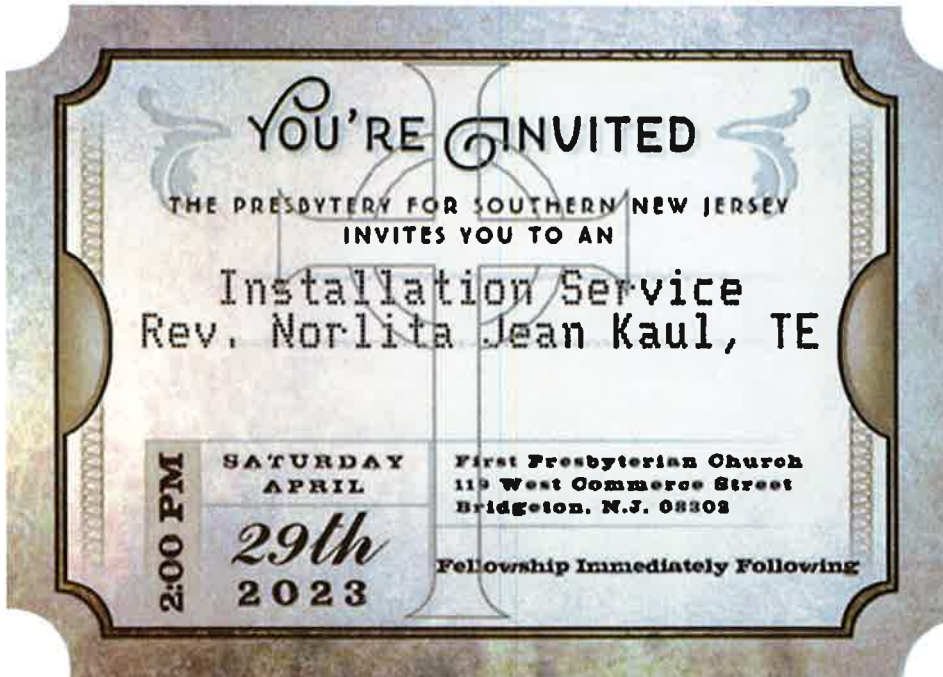 YOU'RE INVITED
THE PRESBYTERY FOR SOUTHERN NEW JERSEY
INVITES YOU TO AN
Installation Service
Rev. Norlita Jean Kaul, TE
2:00 PM
SATURDAY
APRIL
29th
2023
First Presbyterian Church
119 West Commerce Street
Bridgeton, N.J. 08302
Fellowship Immediately Following